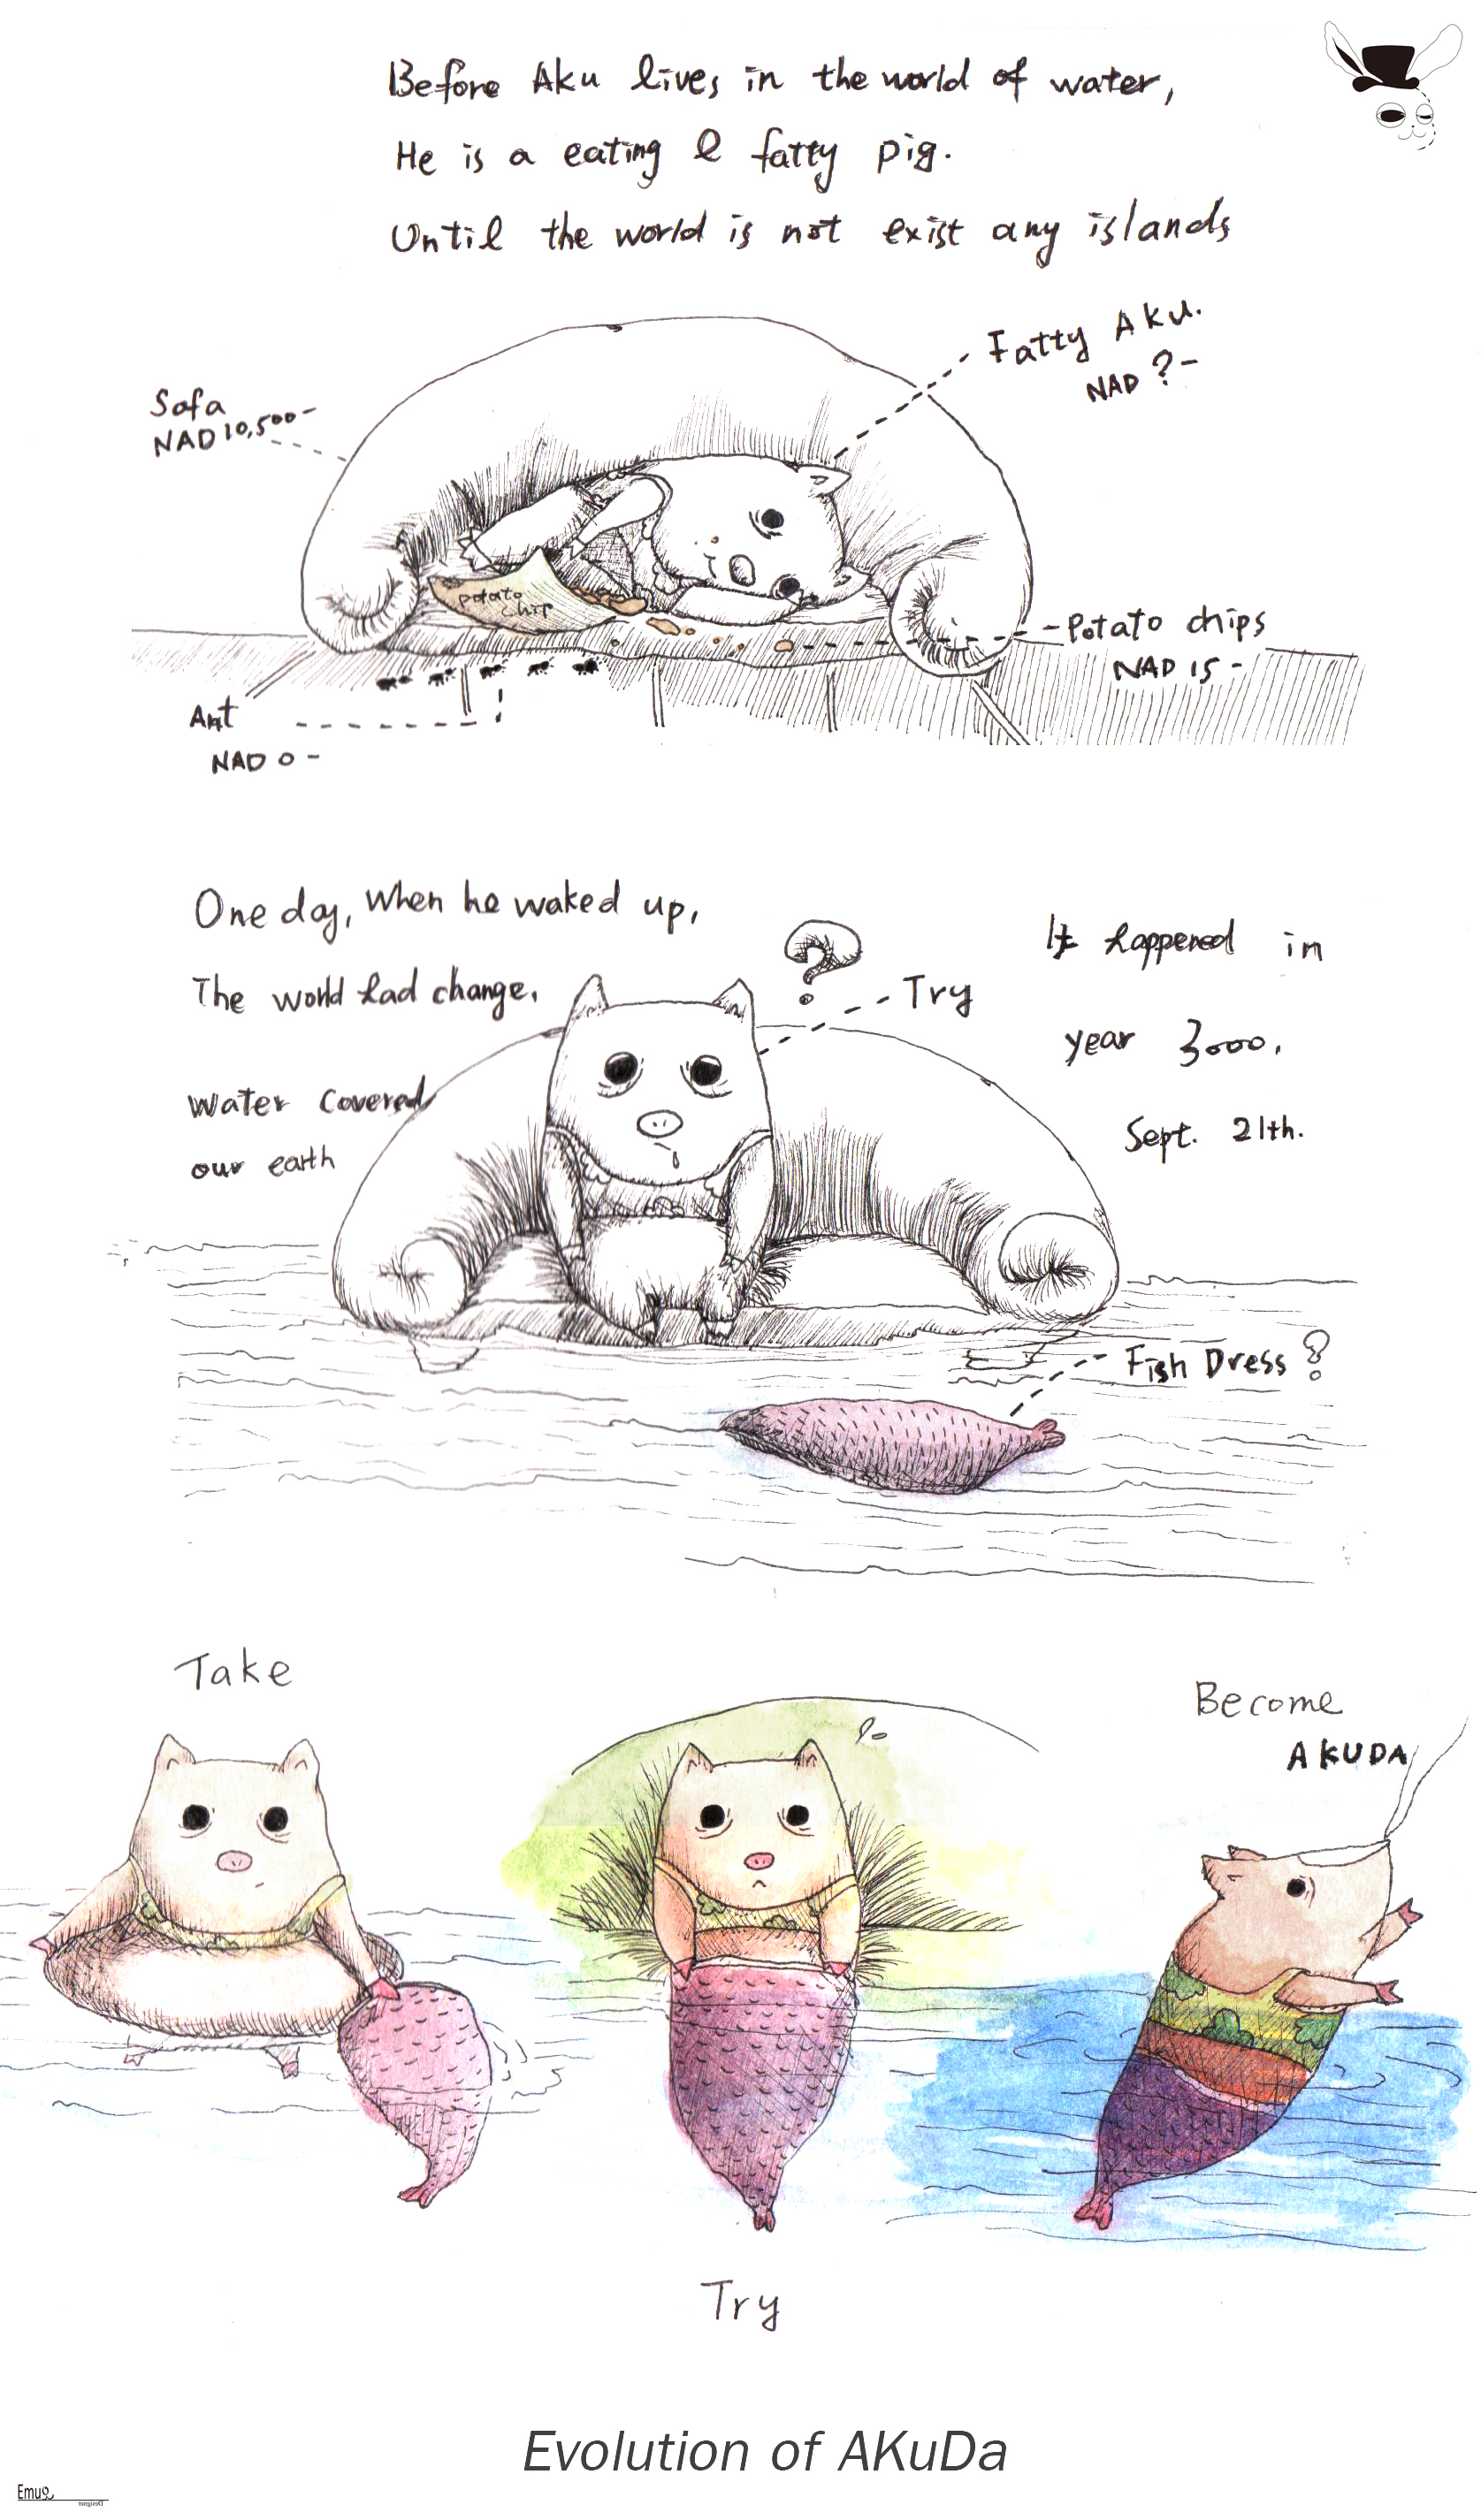 Before Aku lives in the world of water,
He is a eating & fatty pig.
Until the world is not exist any islands
Fatty Aku.
NAD ?-
Sofa
NAD 10,500-
potato
chip
Potato chips
NAD 15-
Ant
NAD 0-
One day, when he waked up,
The world had change.
Water covered
our earth
?
Try
It happened in
year 3000.
Sept. 21th.
Fish Dress?
Take
Become
AKUDA
Try
Evolution of AKuDa
Emug
Design